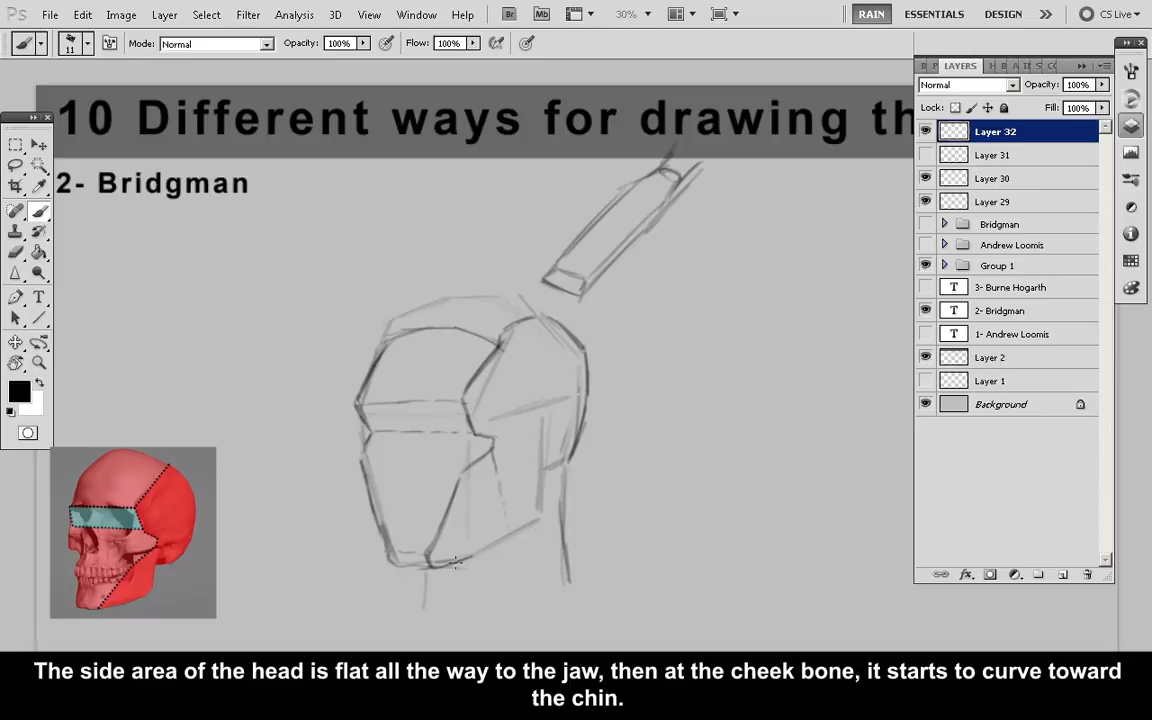 Ps File Edit Image Layer Select Filter Analysis 3D View Window Help Br Mb 30% RAIN ESSENTIALS DESIGN CS Live
11 Mode: Normal Opacity: 100% Flow: 100%
LAYERS
Normal Opacity: 100%
Lock: Fill: 100%
Layer 32
Layer 31
Layer 30
Layer 29
Bridgman
Andrew Loomis
Group 1
T 3- Burne Hogarth
T 2- Bridgman
T 1- Andrew Loomis
Layer 2
Layer 1
Background
10 Different ways for drawing th
2- Bridgman
The side area of the head is flat all the way to the jaw, then at the cheek bone, it starts to curve toward
the chin.